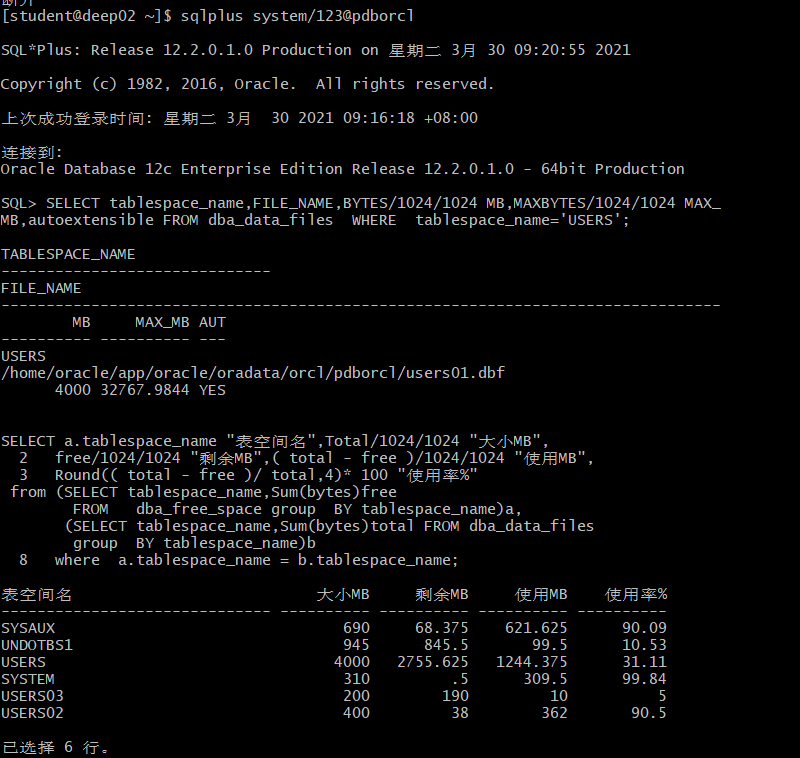 [student@deep02 ~]$ sqlplus system/123@pdborcl
SQL*Plus: Release 12.2.0.1.0 Production on 星期二 3月 30 09:20:55 2021
Copyright (c) 1982, 2016, Oracle.  All rights reserved.
上次成功登录时间: 星期二 3月  30 2021 09:16:18 +08:00
连接到:
Oracle Database 12c Enterprise Edition Release 12.2.0.1.0 - 64bit Production
SQL> SELECT tablespace_name,FILE_NAME,BYTES/1024/1024 MB,MAXBYTES/1024/1024 MAX_
MB,autoextensible FROM dba_data_files  WHERE  tablespace_name='USERS';
TABLESPACE_NAME
------------------------------
FILE_NAME
--------------------------------------------------------------------------------
        MB     MAX_MB AUT
---------- ---------- ---
USERS
/home/oracle/app/oracle/oradata/orcl/pdborcl/users01.dbf
      4000 32767.9844 YES
SELECT a.tablespace_name "表空间名",Total/1024/1024 "大小MB",
  2   free/1024/1024 "剩余MB",( total - free )/1024/1024 "使用MB",
  3   Round(( total - free )/ total,4)* 100 "使用率%"
 from (SELECT tablespace_name,Sum(bytes)free
        FROM   dba_free_space group  BY tablespace_name)a,
       (SELECT tablespace_name,Sum(bytes)total FROM dba_data_files
        group  BY tablespace_name)b
  8   where  a.tablespace_name = b.tablespace_name;
表空间名                           大小MB     剩余MB     使用MB    使用率%
------------------------------ ---------- ---------- ---------- ----------
SYSAUX                                690     68.375    621.625      90.09
UNDOTBS1                              945      845.5       99.5      10.53
USERS                                4000   2755.625   1244.375      31.11
SYSTEM                                310         .5      309.5      99.84
USERS03                               200        190         10          5
USERS02                               400         38        362       90.5
已选择 6 行。